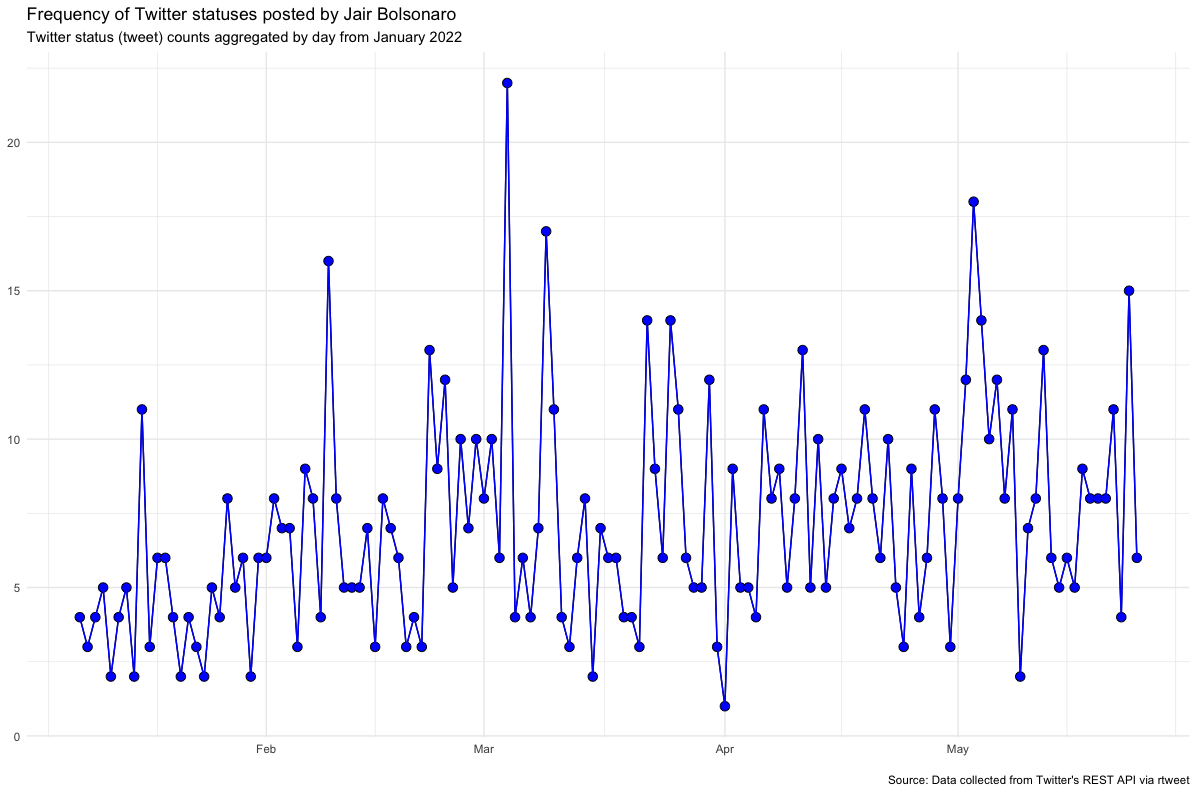 Frequency of Twitter statuses posted by Jair Bolsonaro
Twitter status (tweet) counts aggregated by day from January 2022
20
15
10
5
0
Feb Mar Apr May
Source: Data collected from Twitter's REST API via rtweet